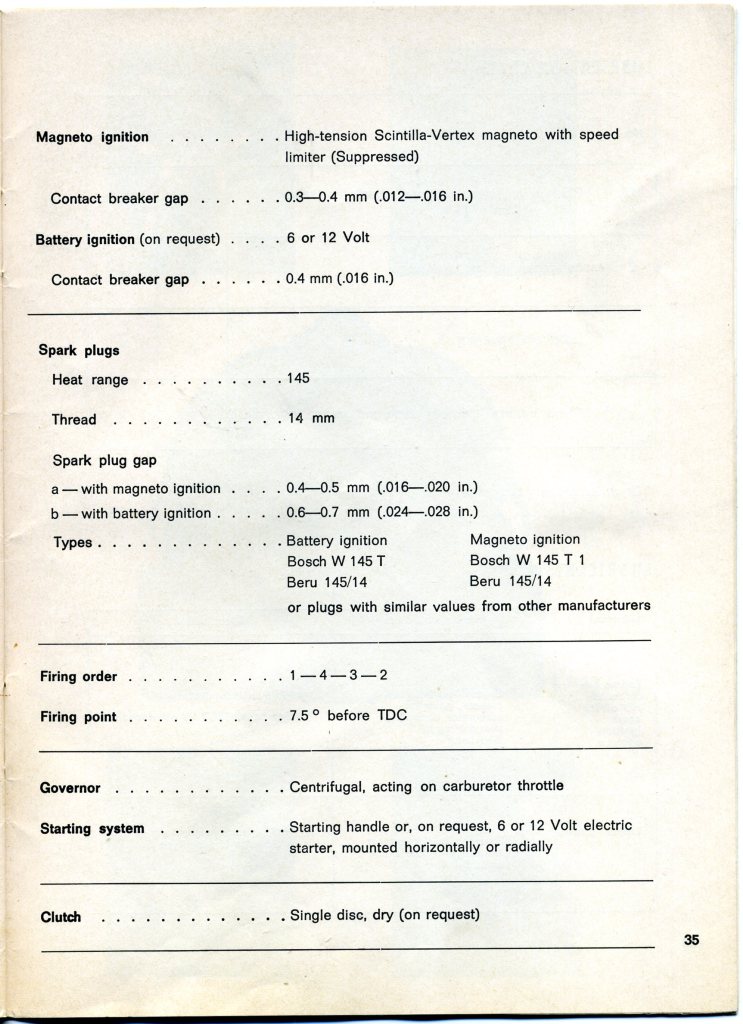 Magneto ignition . . . . . . . . High-tension Scintilla-Vertex magneto with speed
limiter (Suppressed)
Contact breaker gap . . . . . . 0.3—0.4 mm (.012—.016 in.)
Battery ignition (on request) . . . . 6 or 12 Volt
Contact breaker gap . . . . . . 0.4 mm (.016 in.)
Spark plugs
Heat range . . . . . . . . . . 145
Thread . . . . . . . . . . . . 14 mm
Spark plug gap
a — with magneto ignition . . . . 0.4—0.5 mm (.016—.020 in.)
b — with battery ignition . . . . . 0.6—0.7 mm (.024—.028 in.)
Types . . . . . . . . . . . . . Battery ignition Magneto ignition
Bosch W 145 T Bosch W 145 T 1
Beru 145/14 Beru 145/14
or plugs with similar values from other manufacturers
Firing order . . . . . . . . . . . 1 — 4 — 3 — 2
Firing point . . . . . . . . . . . 7.5° before TDC
Governor . . . . . . . . . . . . Centrifugal, acting on carburetor throttle
Starting system . . . . . . . . . Starting handle or, on request, 6 or 12 Volt electric
starter, mounted horizontally or radially
Clutch . . . . . . . . . . . . . Single disc, dry (on request)
35